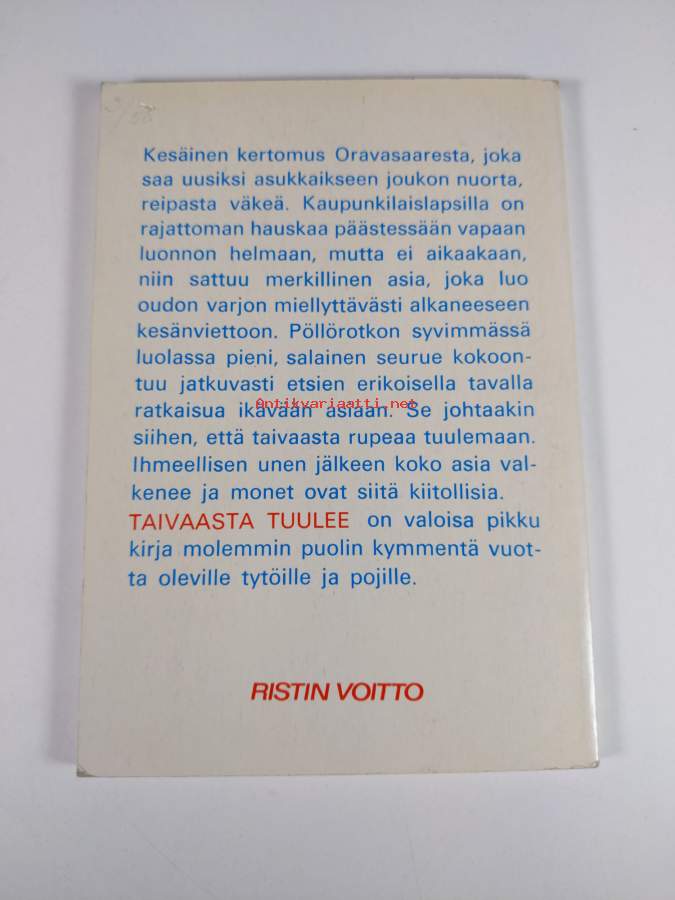 Kesäinen kertomus Oravasaaresta, joka
saa uusiksi asukkaikseen joukon nuorta,
reipasta väkeä. Kaupunkilaislapsilla on
rajattoman hauskaa päästessään vapaan
luonnon helmaan, mutta ei aikaakaan,
niin sattuu merkillinen asia, joka luo
oudon varjon miellyttävästi alkaneeseen
kesänviettoon. Pöllörotkon syvimmässä
luolassa pieni, salainen seurue kokoon-
tuu jatkuvasti etsien erikoisella tavalla
Antikvariaatti.net
ratkaisua ikävään asiaan. Se johtaakin
siihen, että taivaasta rupeaa tuulemaan.
Ihmeellisen unen jälkeen koko asia val-
kenee ja monet ovat siitä kiitollisia.
TAIVAASTA TUULEE on valoisa pikku
kirja molemmin puolin kymmentä vuot-
ta oleville tytöille ja pojille.
RISTIN VOITTO